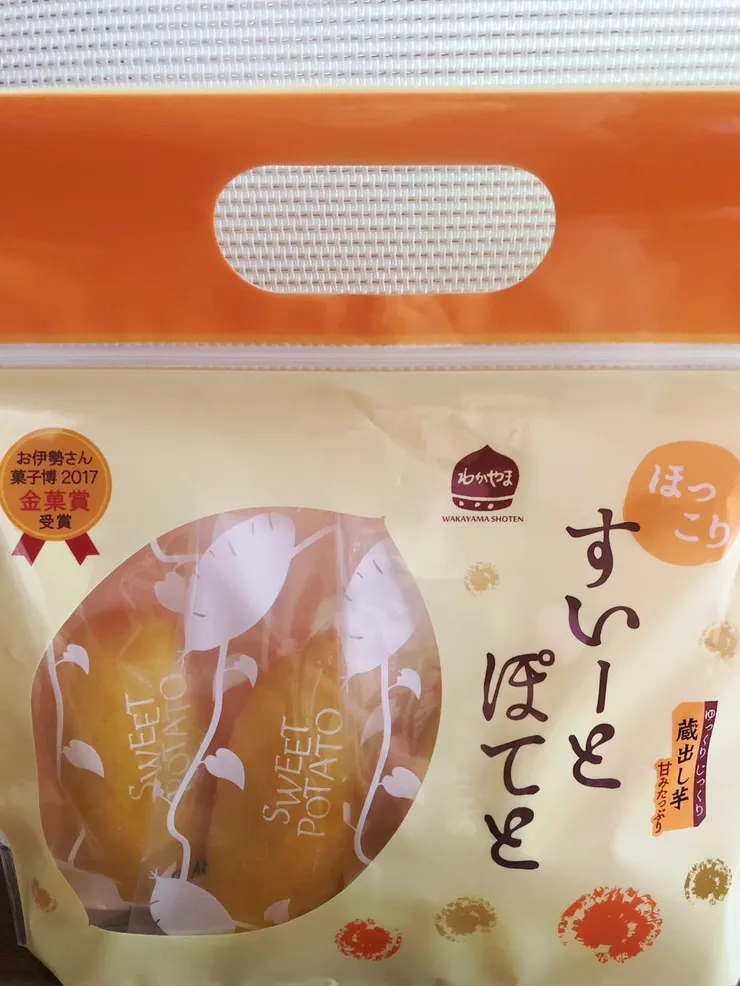 お伊勢さん
菓子博 2017
金菓賞
受賞
わかやま
WAKAYAMA SHOTEN
ほっ
こり
すいーと
ぽてと
ゆっくりじっくり
蔵出し芋
甘みたっぷり
SWEET
POTATO
SWEET
POTATO